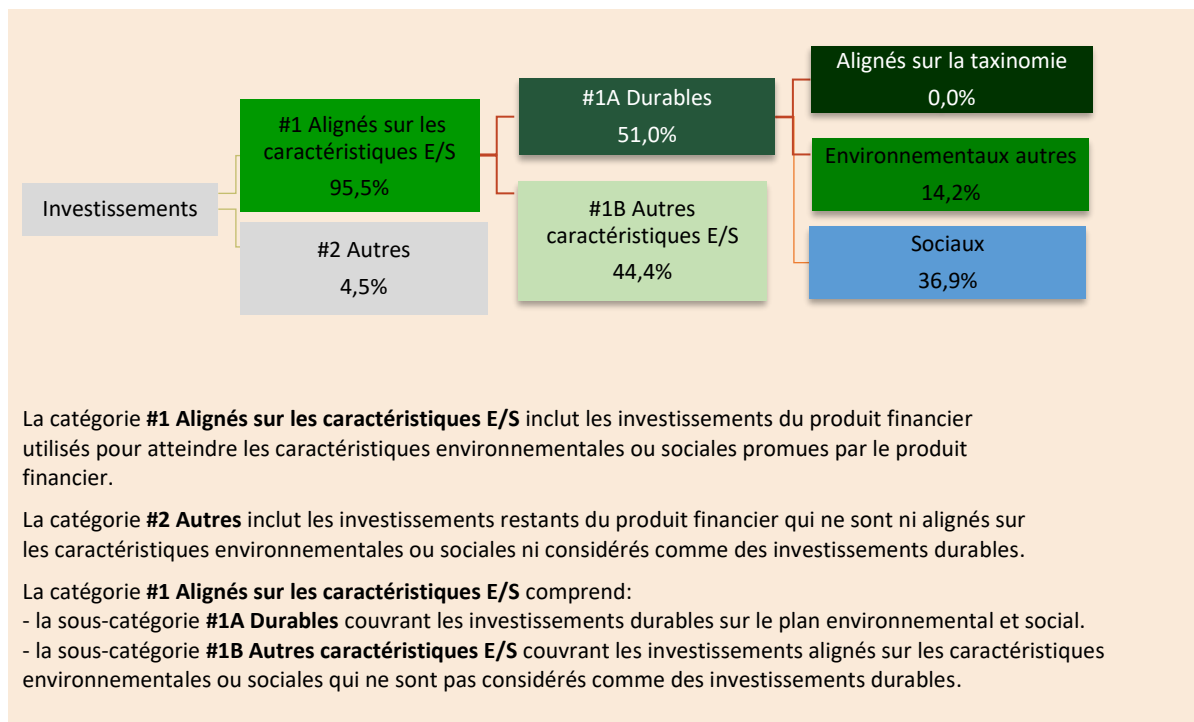 Investissements
#1 Alignés sur les
caractéristiques E/S
95,5%
#2 Autres
4,5%
#1A Durables
51,0%
#1B Autres
caractéristiques E/S
44,4%
Alignés sur la taxinomie
0,0%
Environnementaux autres
14,2%
Sociaux
36,9%
La catégorie #1 Alignés sur les caractéristiques E/S inclut les investissements du produit financier
utilisés pour atteindre les caractéristiques environnementales ou sociales promues par le produit
financier.
La catégorie #2 Autres inclut les investissements restants du produit financier qui ne sont ni alignés sur
les caractéristiques environnementales ou sociales ni considérés comme des investissements durables.
La catégorie #1 Alignés sur les caractéristiques E/S comprend:
- la sous-catégorie #1A Durables couvrant les investissements durables sur le plan environnemental et social.
- la sous-catégorie #1B Autres caractéristiques E/S couvrant les investissements alignés sur les caractéristiques
environnementales ou sociales qui ne sont pas considérés comme des investissements durables.